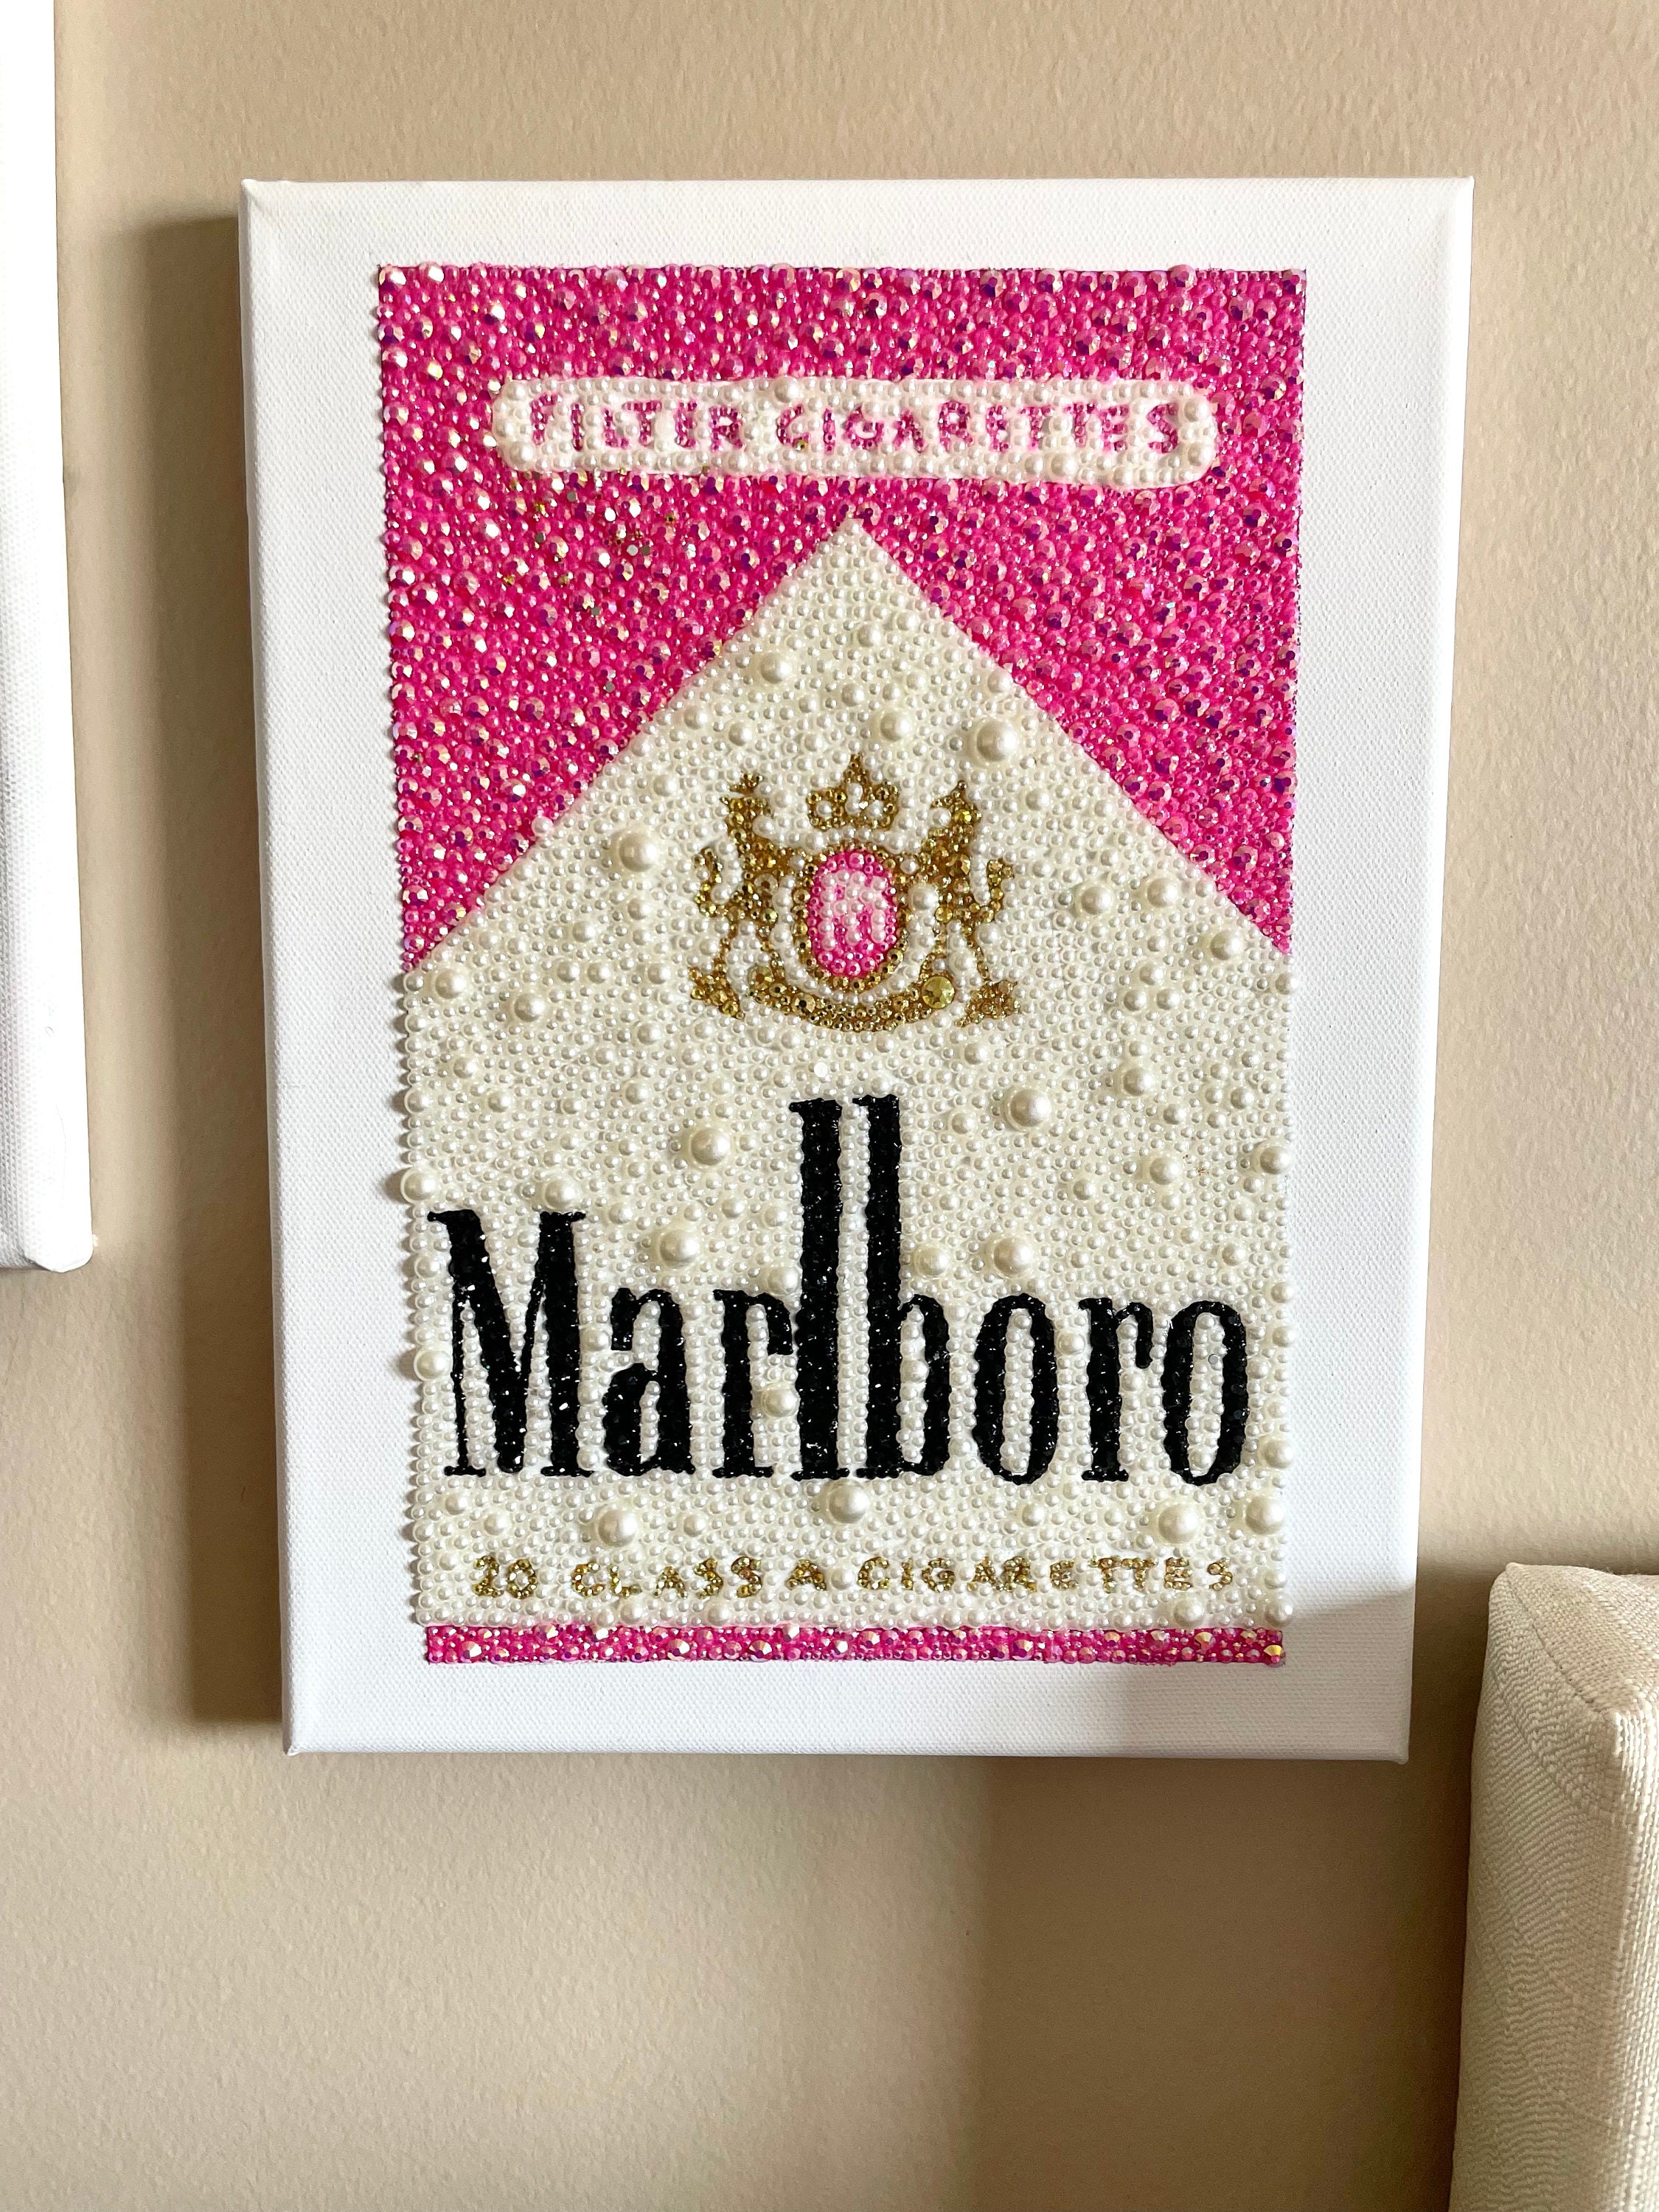 FILTER CIGARETTES
Marlboro
20 CLASS A CIGARETTES